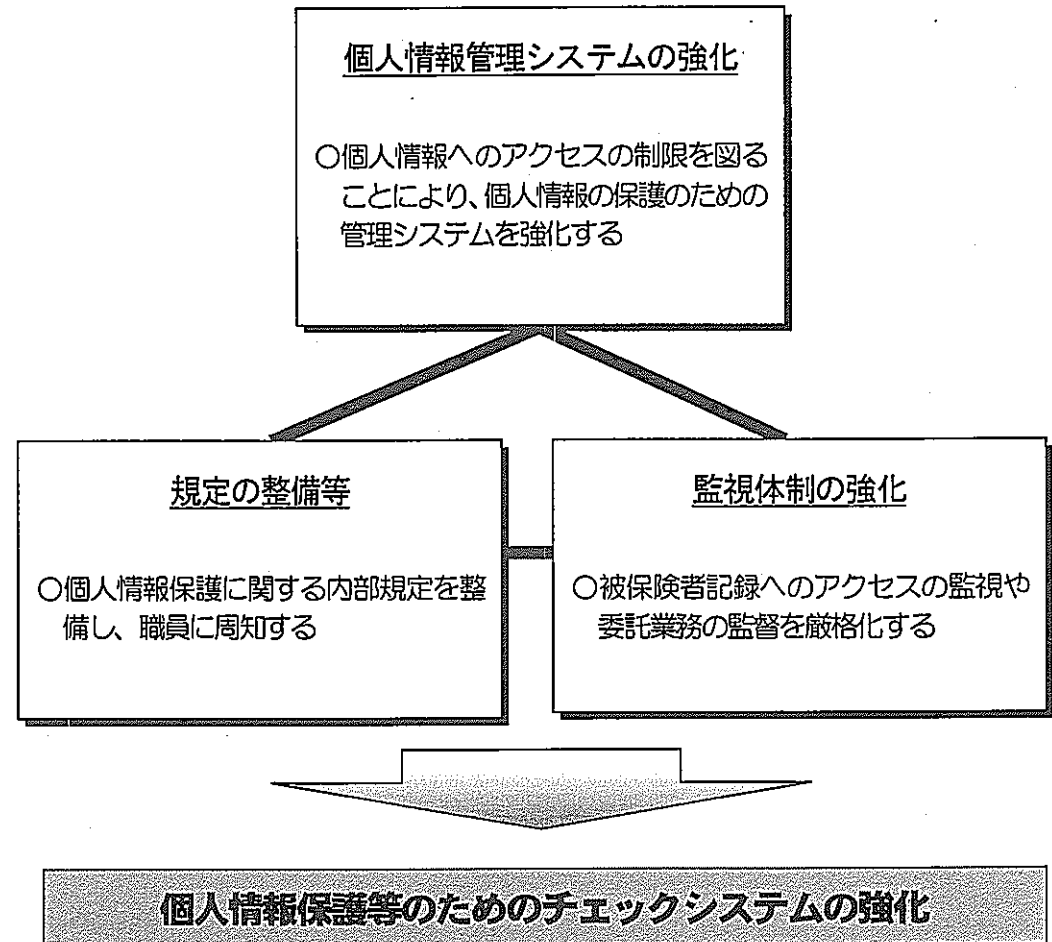 個人情報管理システムの強化
○個人情報へのアクセスの制限を図る
ことにより、個人情報の保護のための
管理システムを強化する
規定の整備等
○個人情報保護に関する内部規定を整
備し、職員に周知する
監視体制の強化
○被保険者記録へのアクセスの監視や
委託業務の監督を厳格化する
個人情報保護等のためのチェックシステムの強化